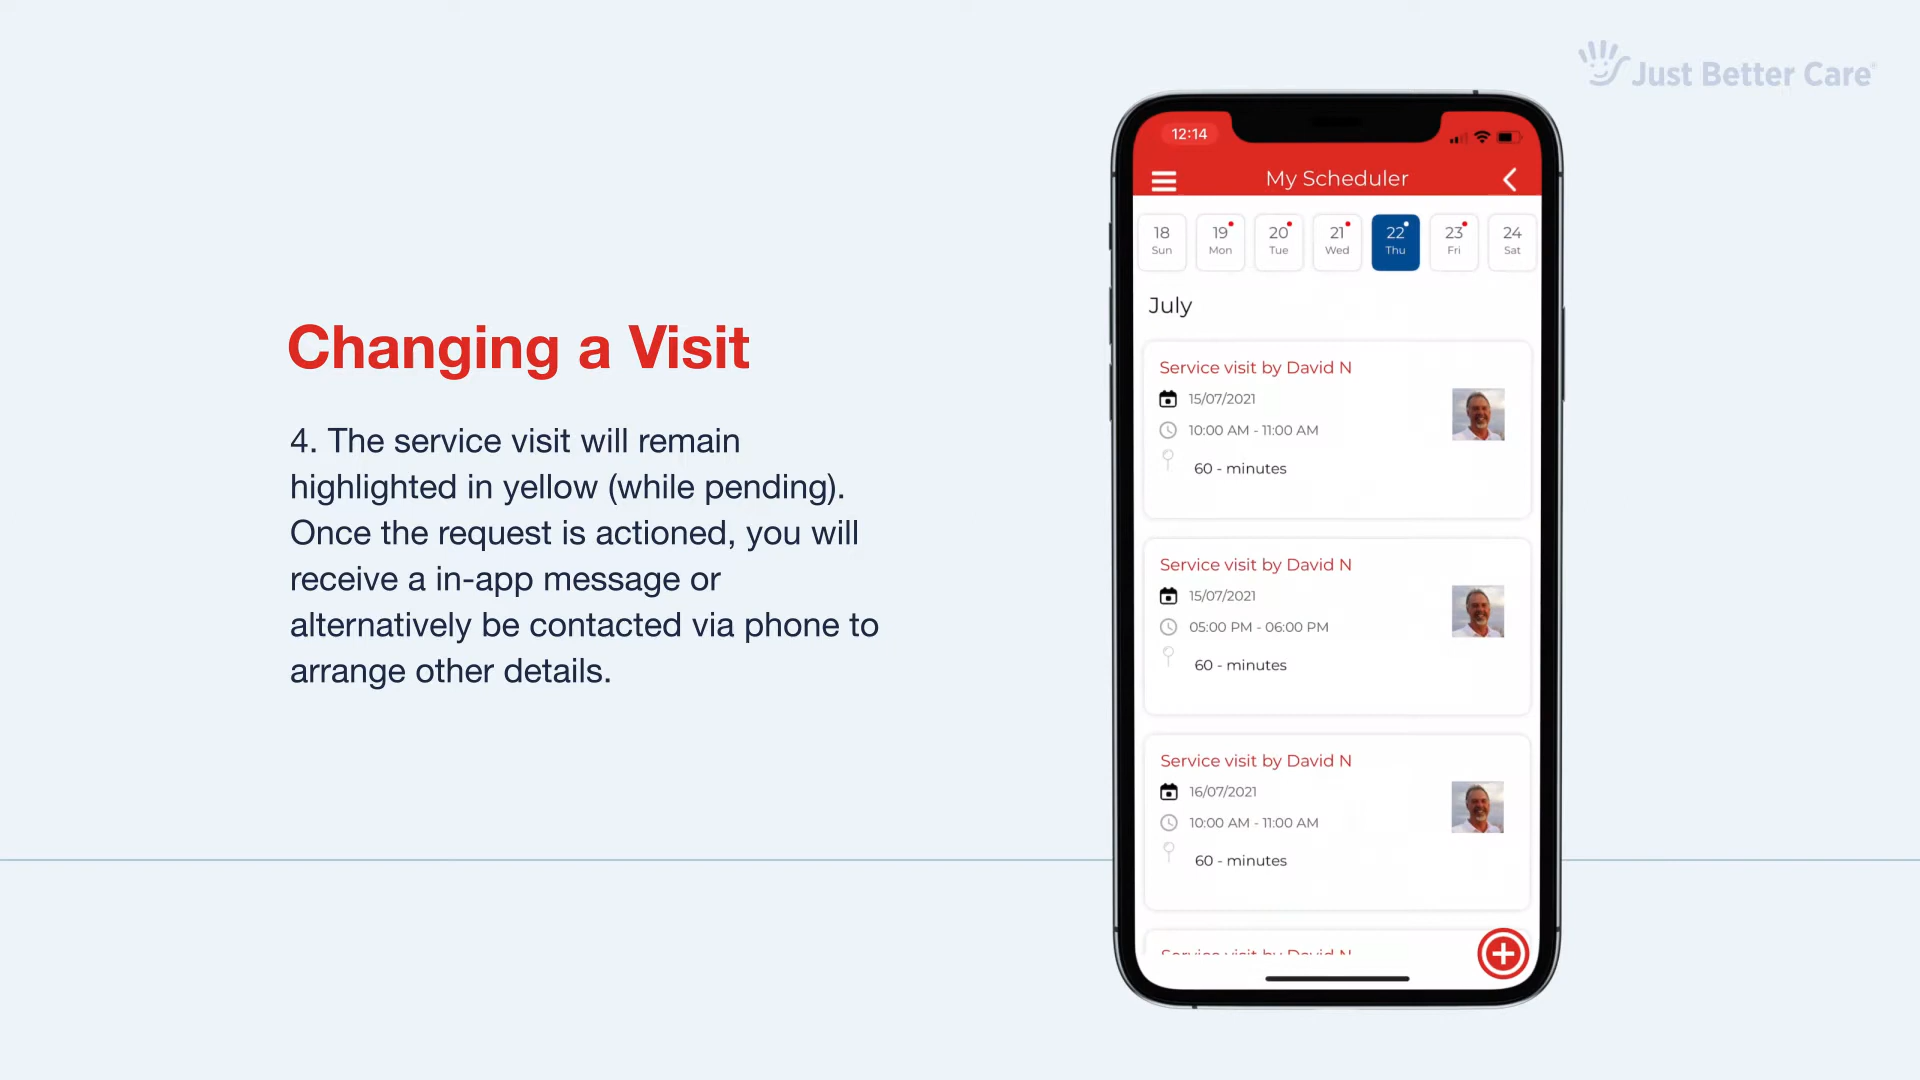 Just Better Care
Changing a Visit
4. The service visit will remain
highlighted in yellow (while pending).
Once the request is actioned, you will
receive a in-app message or
alternatively be contacted via phone to
arrange other details.
12:14
My Scheduler
18 19 20 21 22 23 24
Sun Mon Tue Wed Thu Fri Sat
July
Service visit by David N
15/07/2021
10:00 AM - 11:00 AM
60 - minutes
Service visit by David N
15/07/2021
05:00 PM - 06:00 PM
60 - minutes
Service visit by David N
16/07/2021
10:00 AM - 11:00 AM
60 - minutes
Service visit by David N